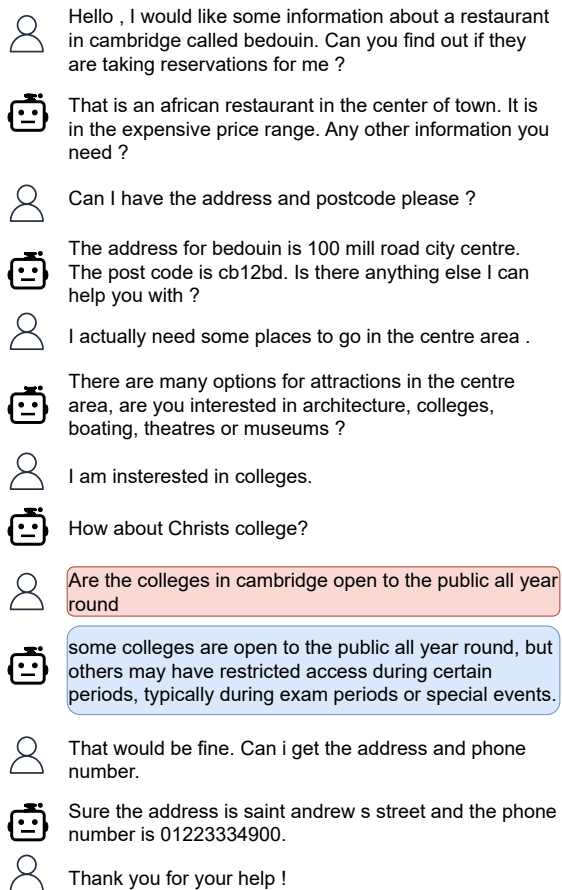 Hello , I would like some information about a restaurant
in cambridge called bedouin. Can you find out if they
are taking reservations for me ?
That is an african restaurant in the center of town. It is
in the expensive price range. Any other information you
need ?
Can I have the address and postcode please ?
The address for bedouin is 100 mill road city centre.
The post code is cb12bd. Is there anything else I can
help you with ?
I actually need some places to go in the centre area .
There are many options for attractions in the centre
area, are you interested in architecture, colleges,
boating, theatres or museums ?
I am insterested in colleges.
How about Christs college?
Are the colleges in cambridge open to the public all year
round
some colleges are open to the public all year round, but
others may have restricted access during certain
periods, typically during exam periods or special events.
That would be fine. Can i get the address and phone
number.
Sure the address is saint andrew s street and the phone
number is 01223334900.
Thank you for your help !